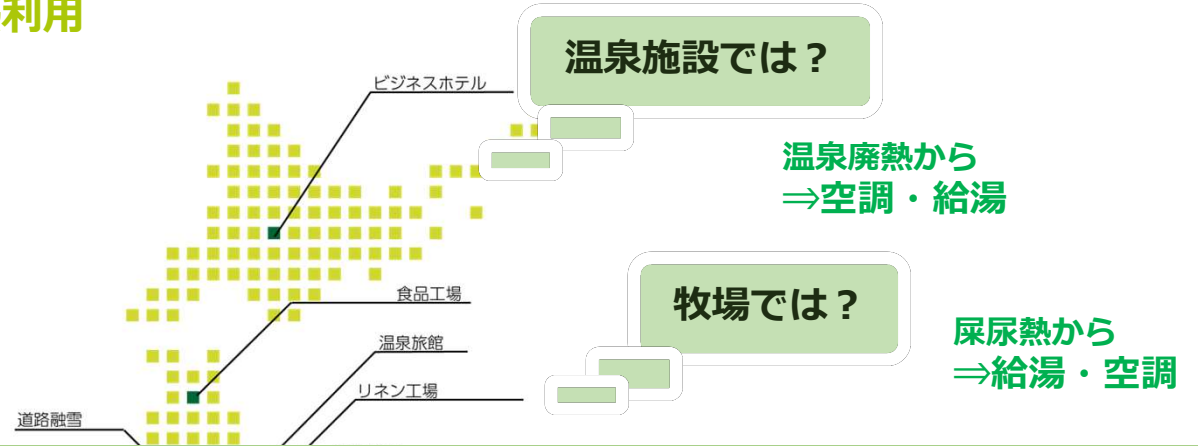 利用
ビジネスホテル
温泉施設では？
温泉廃熱から
⇒空調・給湯
食品工場
牧場では？
温泉旅館
屎尿熱から
⇒給湯・空調
リネン工場
道路融雪